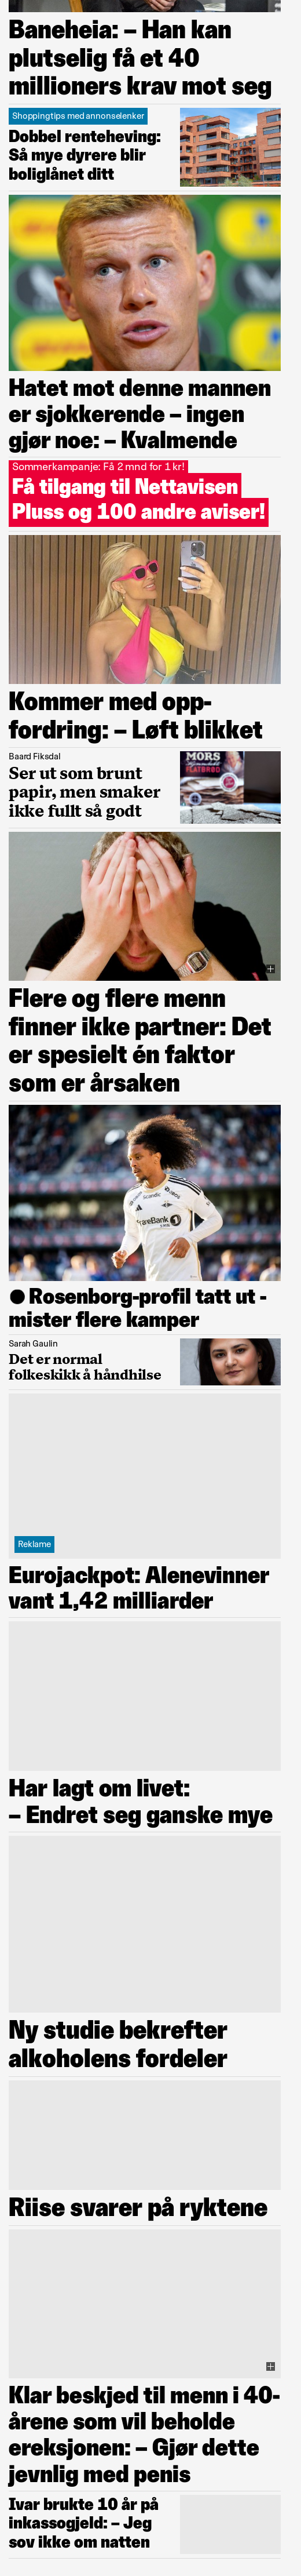 Baneheia: – Han kan
plutselig få et 40
millioners krav mot seg
Shoppingtips med annonselenker
Dobbel renteheving:
Så mye dyrere blir
boliglånet ditt
Hatet mot denne mannen
er sjokkerende – ingen
gjør noe: – Kvalmende
Sommerkampanje: Få 2 mnd for 1 kr!
Få tilgang til Nettavisen
Pluss og 100 andre aviser!
Kommer med opp-
fordring: – Løft blikket
Baard Fiksdal
Ser ut som brunt
papir, men smaker
ikke fullt så godt
MORS
FLATBRØD
Flere og flere menn
finner ikke partner: Det
er spesielt én faktor
som er årsaken
SpareBank 1
● Rosenborg-profil tatt ut -
mister flere kamper
Sarah Gaulin
Det er normal
folkeskikk å håndhilse
Reklame
Eurojackpot: Alenevinner
vant 1,42 milliarder
Har lagt om livet:
– Endret seg ganske mye
Ny studie bekrefter
alkoholens fordeler
Riise svarer på ryktene
Klar beskjed til menn i 40-
årene som vil beholde
ereksjonen: – Gjør dette
jevnlig med penis
Ivar brukte 10 år på
inkassogjeld: – Jeg
sov ikke om natten